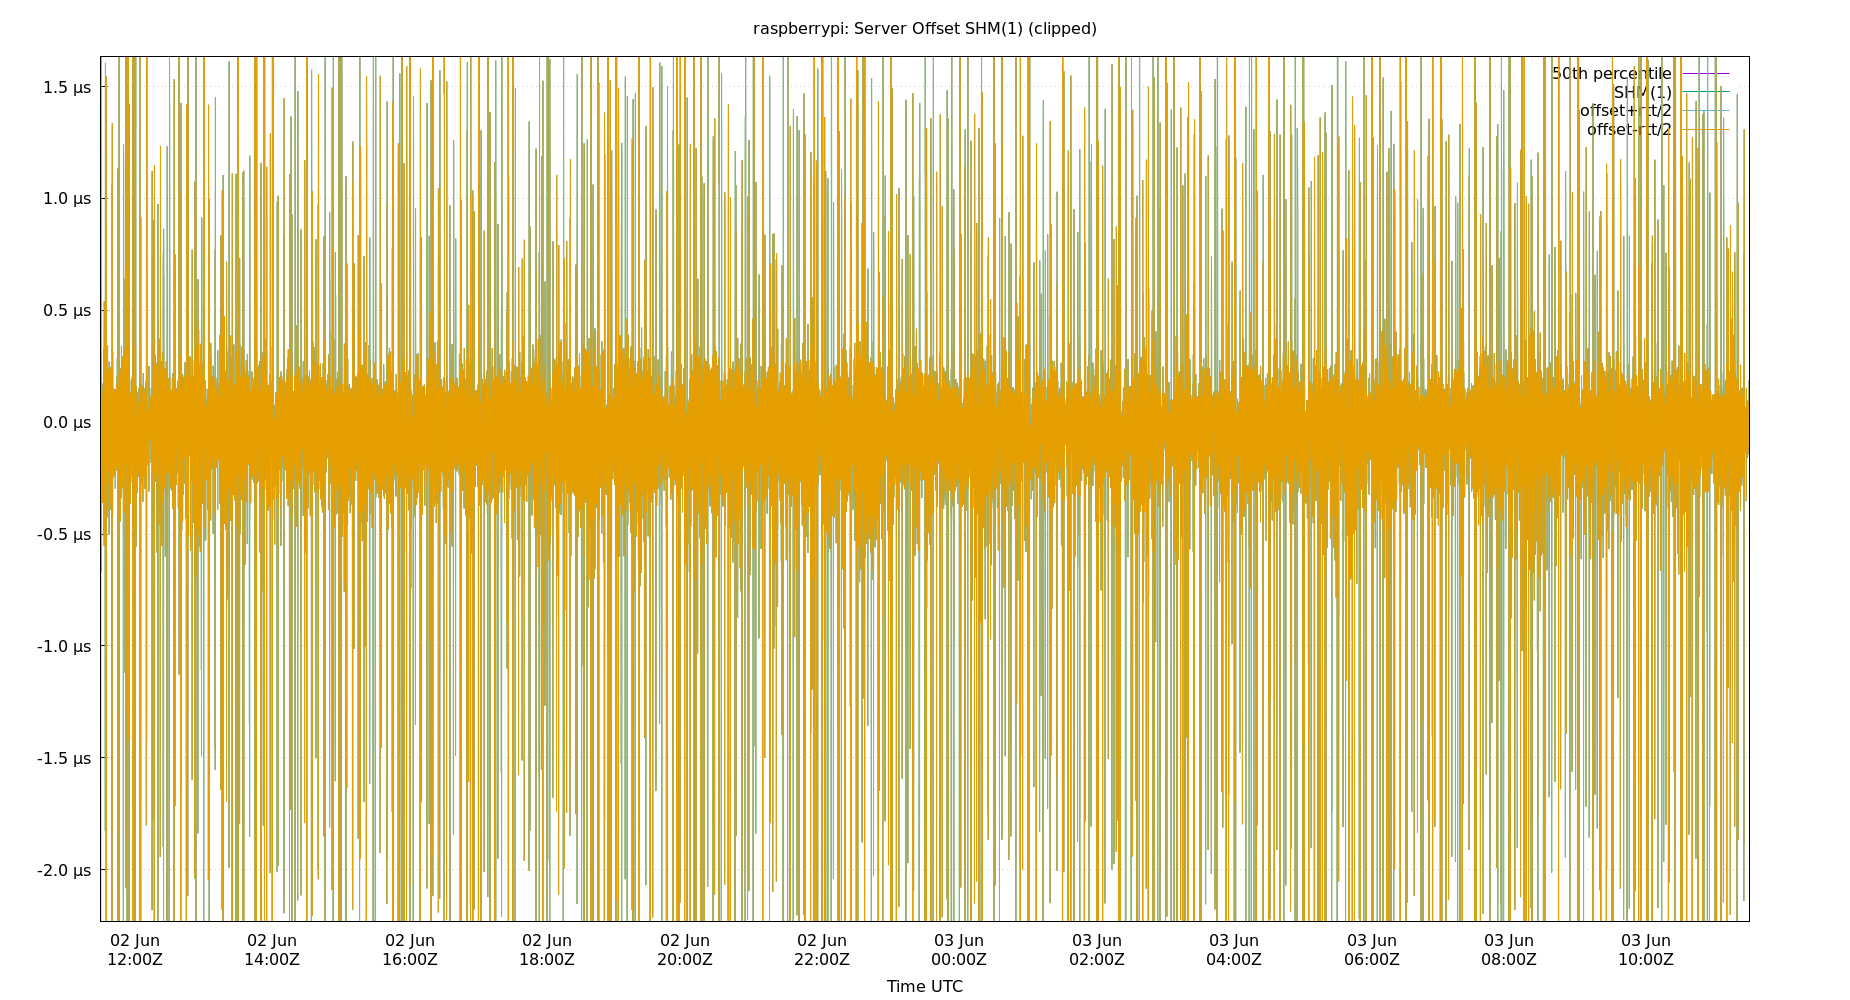 raspberrypi: Server Offset SHM(1) (clipped)
50th percentile
SHM(1)
offset+rtt/2
offset-rtt/2
1.5 µs
1.0 µs
0.5 µs
0.0 µs
-0.5 µs
-1.0 µs
-1.5 µs
-2.0 µs
02 Jun 02 Jun 02 Jun 02 Jun 02 Jun 02 Jun 03 Jun 03 Jun 03 Jun 03 Jun 03 Jun 03 Jun
12:00Z 14:00Z 16:00Z 18:00Z 20:00Z 22:00Z 00:00Z 02:00Z 04:00Z 06:00Z 08:00Z 10:00Z
Time UTC